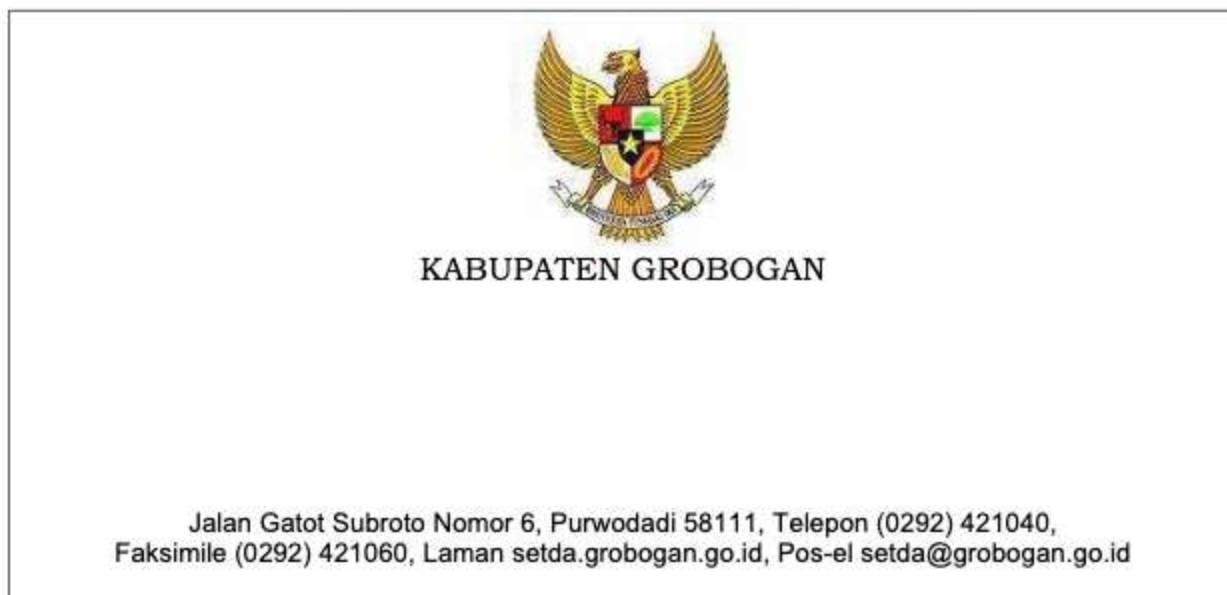 KABUPATEN GROBOGAN
Jalan Gatot Subroto Nomor 6, Purwodadi 58111, Telepon (0292) 421040,
Faksimile (0292) 421060, Laman setda.grobogan.go.id, Pos-el setda@grobogan.go.id